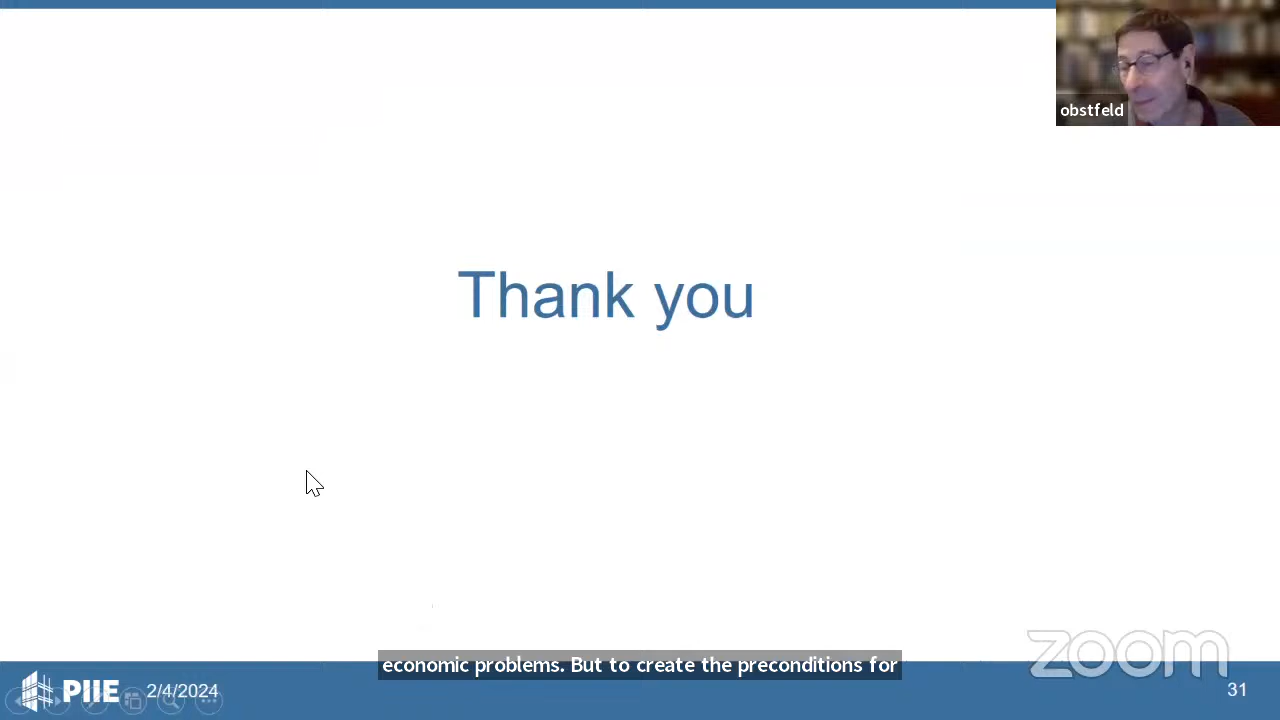 obstfeld
Thank you
economic problems. But to create the preconditions for
zoom
PIIE
2/4/2024
31